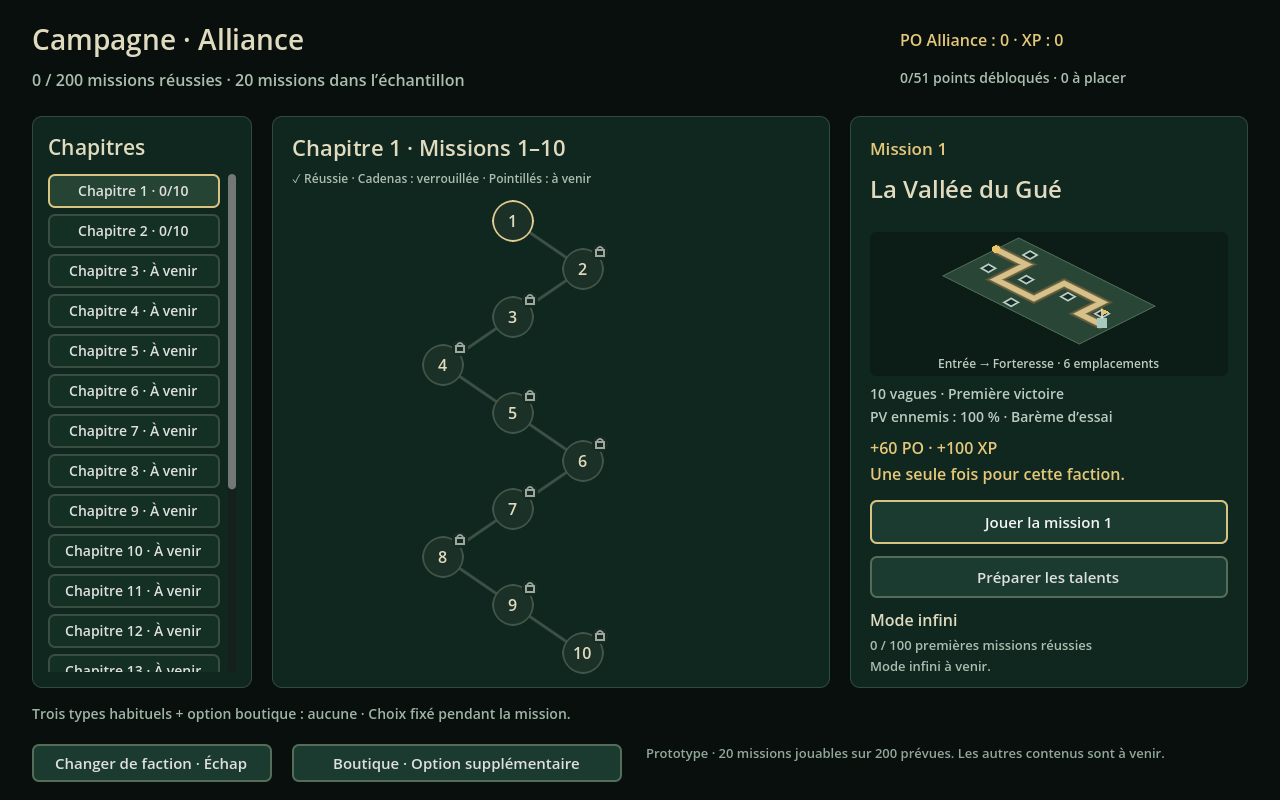 Campagne · Alliance
0 / 200 missions réussies · 20 missions dans l’échantillon
PO Alliance : 0 · XP : 0
0/51 points débloqués · 0 à placer
Chapitres
Chapitre 1 · 0/10
Chapitre 2 · 0/10
Chapitre 3 · À venir
Chapitre 4 · À venir
Chapitre 5 · À venir
Chapitre 6 · À venir
Chapitre 7 · À venir
Chapitre 8 · À venir
Chapitre 9 · À venir
Chapitre 10 · À venir
Chapitre 11 · À venir
Chapitre 12 · À venir
Chapitre 13 · À venir
Chapitre 1 · Missions 1–10
✓ Réussie · Cadenas : verrouillée · Pointillés : à venir
1
2
3
4
5
6
7
8
9
10
Mission 1
La Vallée du Gué
Entrée → Forteresse · 6 emplacements
10 vagues · Première victoire
PV ennemis : 100 % · Barème d’essai
+60 PO · +100 XP
Une seule fois pour cette faction.
Jouer la mission 1
Préparer les talents
Mode infini
0 / 100 premières missions réussies
Mode infini à venir.
Trois types habituels + option boutique : aucune · Choix fixé pendant la mission.
Changer de faction · Échap
Boutique · Option supplémentaire
Prototype · 20 missions jouables sur 200 prévues. Les autres contenus sont à venir.